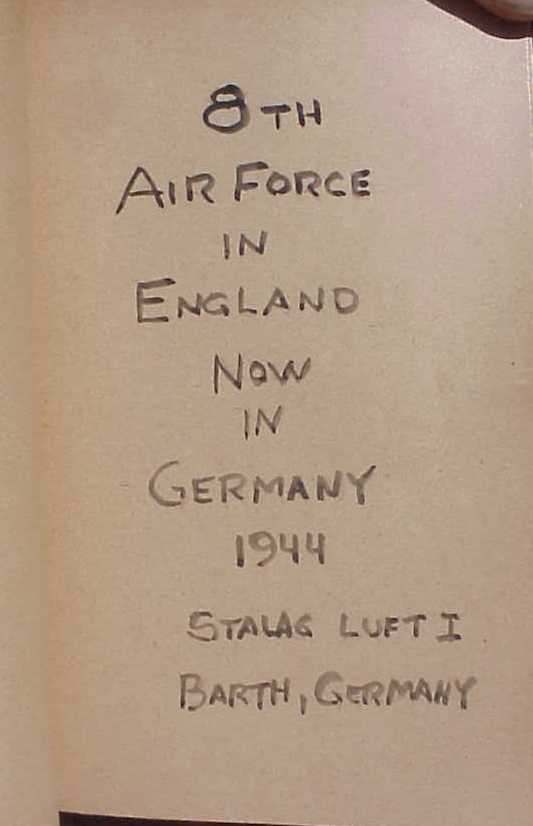 8TH
AIR FORCE
IN
ENGLAND
NOW
IN
GERMANY
1944
STALAG LUFT I
BARTH, GERMANY